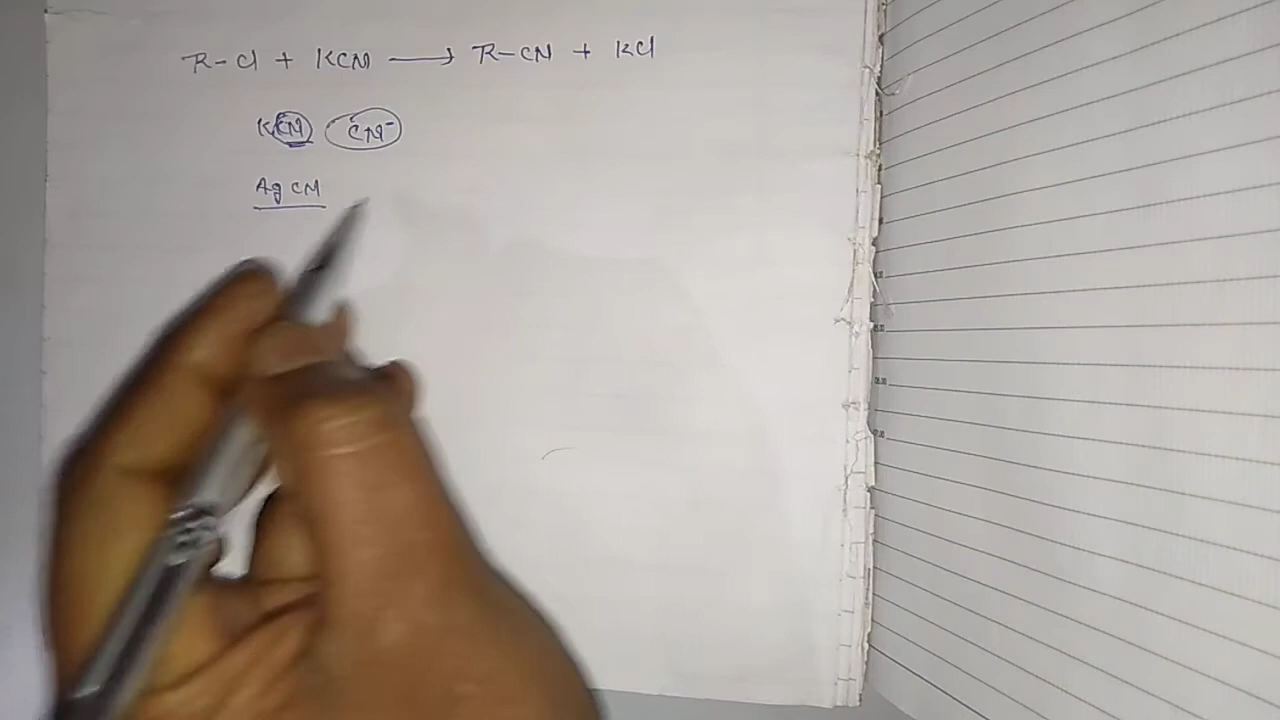 R-Cl + KCN ⟶ R-CN + KCl
KCN CN⁻
AgCN